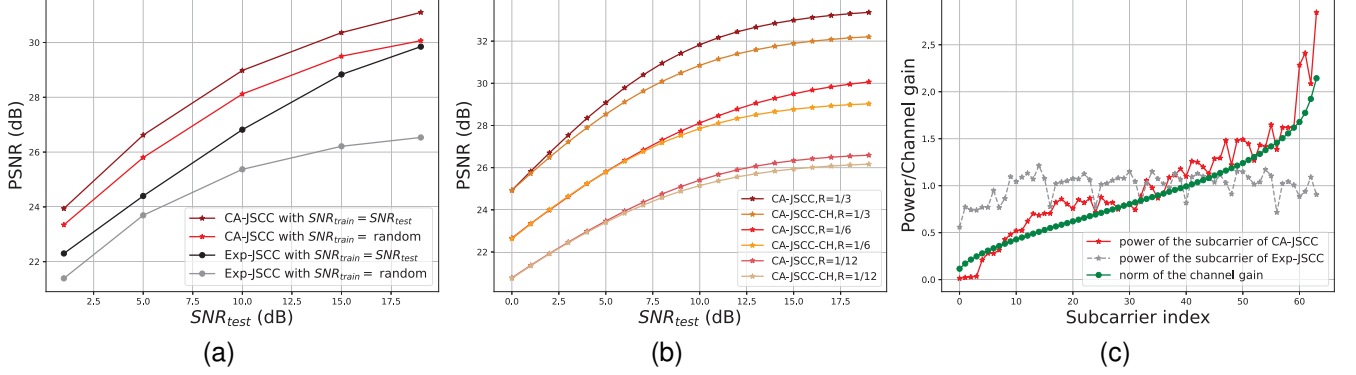 PSNR (dB)
30
28
26
24
22
2.5 5.0 7.5 10.0 12.5 15.0 17.5
SNR_test (dB)
CA-JSCC with SNR_train = SNR_test
CA-JSCC with SNR_train = random
Exp-JSCC with SNR_train = SNR_test
Exp-JSCC with SNR_train = random
(a)
PSNR (dB)
32
30
28
26
24
22
0.0 2.5 5.0 7.5 10.0 12.5 15.0 17.5
SNR_test (dB)
CA-JSCC,R=1/3
CA-JSCC-CH,R=1/3
CA-JSCC,R=1/6
CA-JSCC-CH,R=1/6
CA-JSCC,R=1/12
CA-JSCC-CH,R=1/12
(b)
Power/Channel gain
2,5
2,0
1.5
1.0
0.5
0.0
0 10 20 30 40 50 60
Subcarrier index
power of the subcarrier of CA-JSCC
power of the subcarrier of Exp-JSCC
norm of the channel gain
(c)